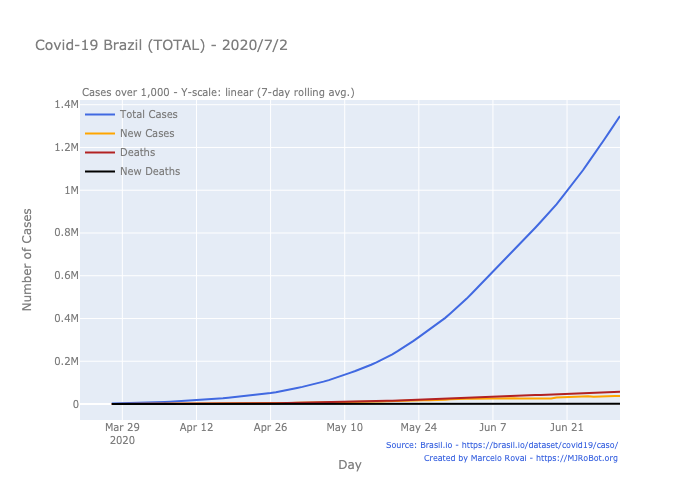 Covid-19 Brazil (TOTAL) - 2020/7/2
Cases over 1,000 - Y-scale: linear (7-day rolling avg.)
Total Cases
New Cases
Deaths
New Deaths
Number of Cases
1.4M
1.2M
1M
0.8M
0.6M
0.4M
0.2M
0
Mar 29
2020
Apr 12
Apr 26
May 10
May 24
Jun 7
Jun 21
Source: Brasil.io - https://brasil.io/dataset/covid19/caso/
Created by Marcelo Rovai - https://MJRoBot.org
Day